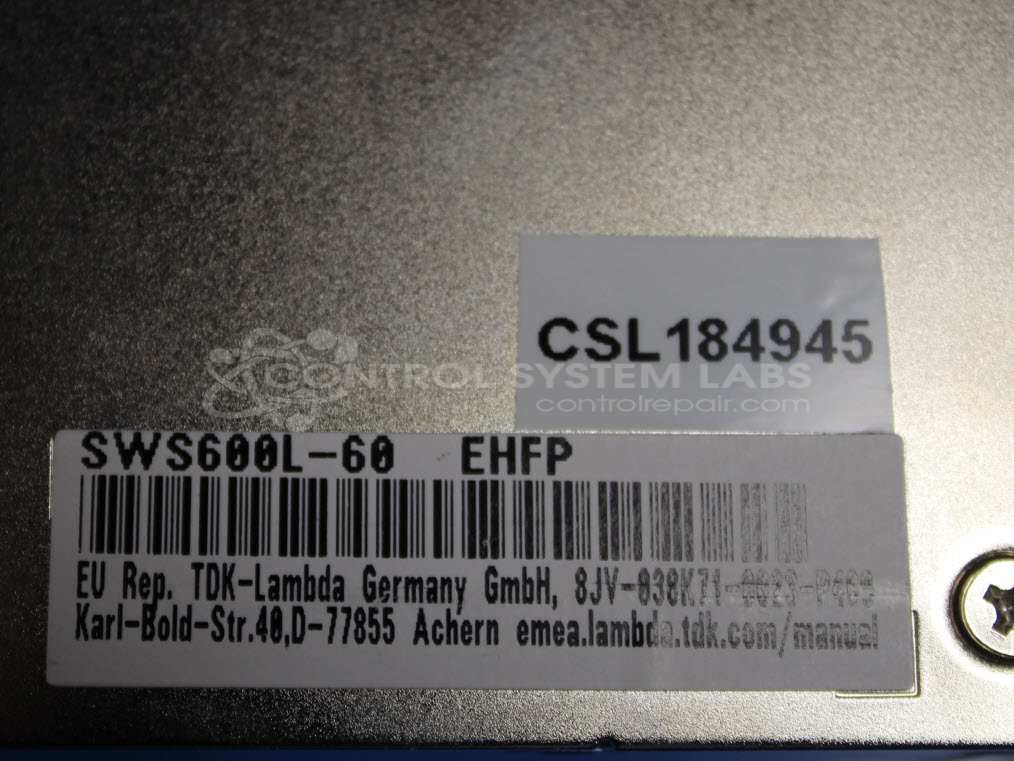 CSL184945
CONTROL SYSTEM LABS
controlrepair.com
SWS600L-60 EHFP
EU Rep. TDK-Lambda Germany GmbH,
Karl-Bold-Str.40,D-77855 Achern emea.lambda.tdk.com/manual